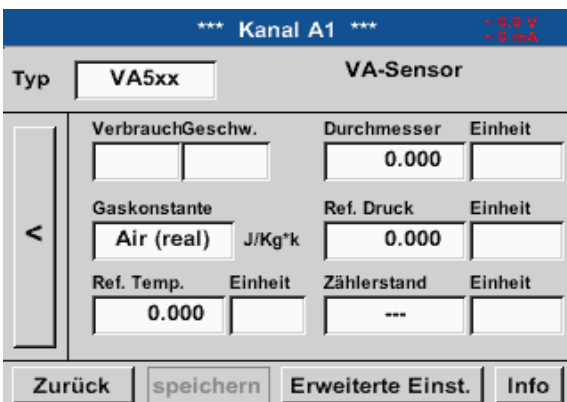 *** Kanal A1 ***
- 0.0 V
- 0 mA
Typ VA5xx VA-Sensor
VerbrauchGeschw. Durchmesser Einheit
0.000
Gaskonstante Ref. Druck Einheit
< Air (real) J/Kg*k 0.000
Ref. Temp. Einheit Zählerstand Einheit
0.000 ---
Zurück speichern Erweiterte Einst. Info